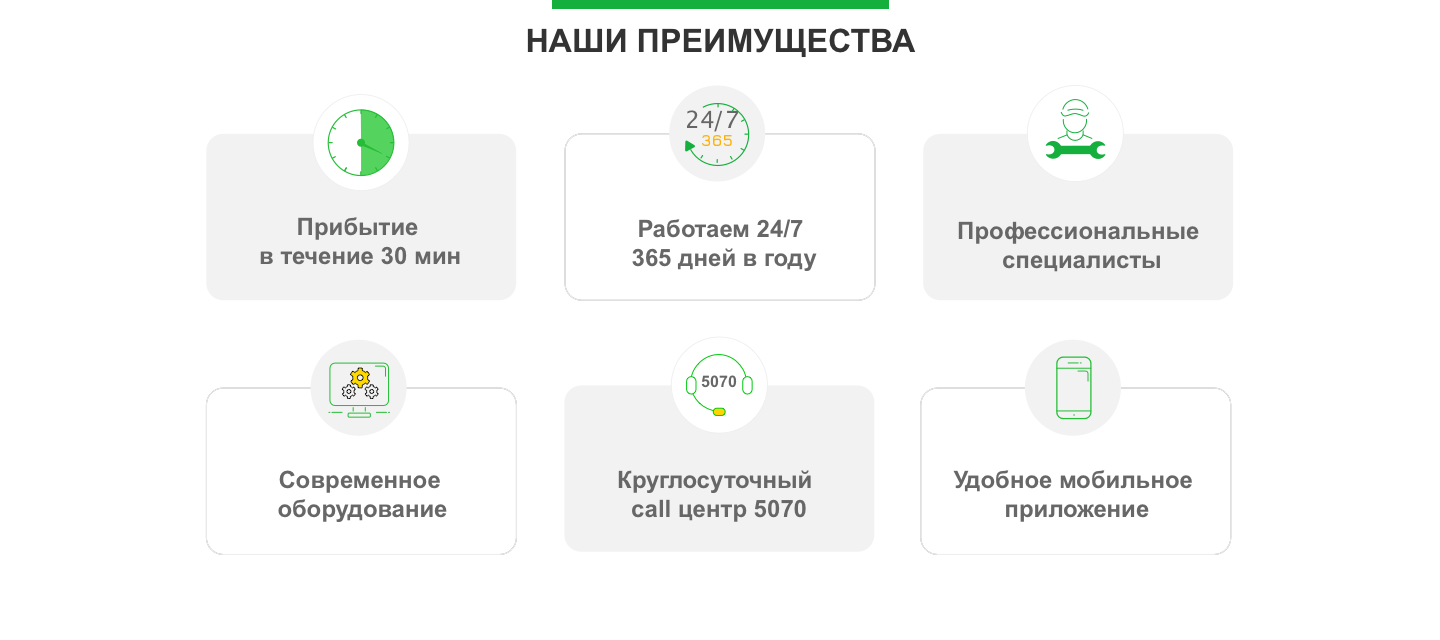 НАШИ ПРЕИМУЩЕСТВА
Прибытие
в течение 30 мин
24/7
365
Работаем 24/7
365 дней в году
Профессиональные
специалисты
Современное
оборудование
5070
Круглосуточный
call центр 5070
Удобное мобильное
приложение